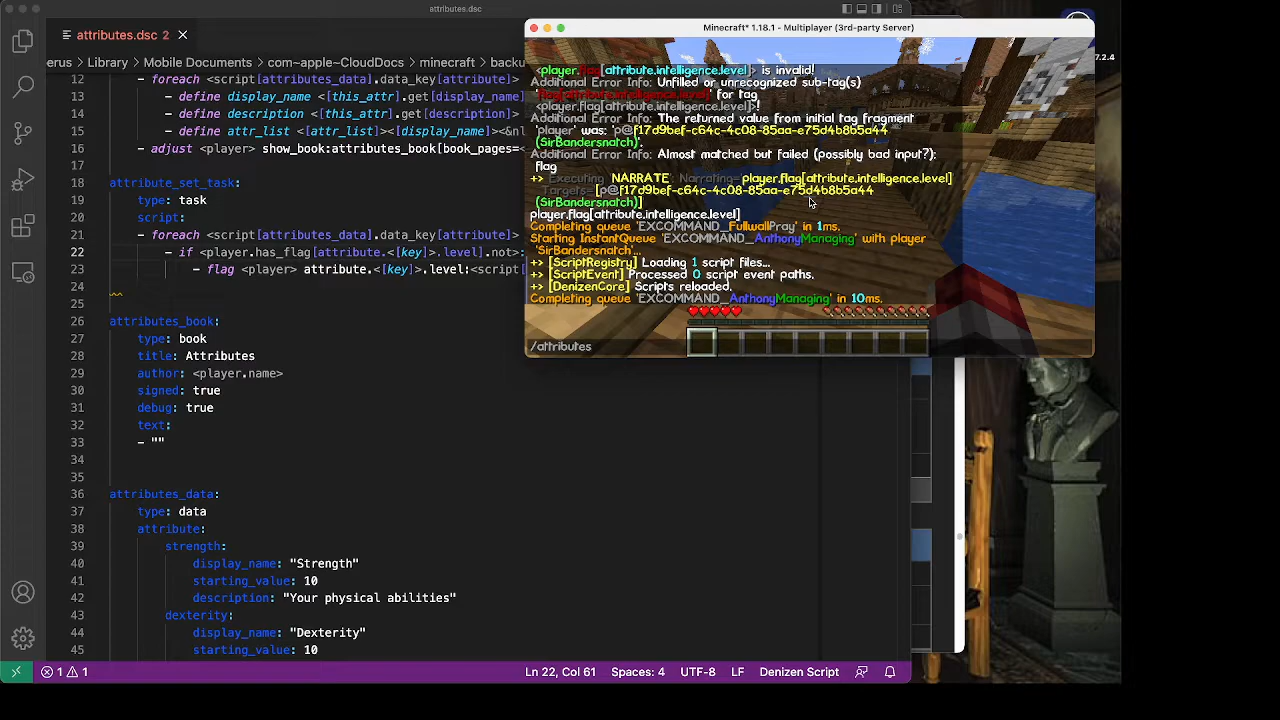 attributes.dsc
attributes.dsc 2
perus > Library > Mobile Documents > com~apple~CloudDocs > minecraft > backu
12 - foreach <script[attributes_data].data_key[attribute]>
13 - define display_name <[this_attr].get[display_name]
14 - define description <[this_attr].get[description]
15 - define attr_list <[attr_list]><[display_name]><&nl
16 - adjust <player> show_book:attributes_book[book_pages=<
17
18 attribute_set_task:
19 type: task
20 script:
21 - foreach <script[attributes_data].data_key[attribute]>
22 - if <player.has_flag[attribute.<[key]>.level].not>:
23 - flag <player> attribute.<[key]>.level:<script[
24
25
26 attributes_book:
27 type: book
28 title: Attributes
29 author: <player.name>
30 signed: true
31 debug: true
32 text:
33 - ""
34
35
36 attributes_data:
37 type: data
38 attribute:
39 strength:
40 display_name: "Strength"
41 starting_value: 10
42 description: "Your physical abilities"
43 dexterity:
44 display_name: "Dexterity"
45 starting_value: 10
1 1
Ln 22, Col 61 Spaces: 4 UTF-8 LF Denizen Script
Minecraft* 1.18.1 - Multiplayer (3rd-party Server)
<player.flag[attribute.intelligence.level]> is invalid!
Additional Error Info: Unfilled or unrecognized sub-tag(s)
'flag[attribute.intelligence.level]' for tag
<player.flag[attribute.intelligence.level]>!
Additional Error Info: The returned value from initial tag fragment
'player' was: 'p@f17d9bef-c64c-4c08-85aa-e75d4b8b5a44
(SirBandersnatch)'.
Additional Error Info: Almost matched but failed (possibly bad input?):
flag
+> Executing 'NARRATE': Narrating='player.flag[attribute.intelligence.level]
Targets=[p@f17d9bef-c64c-4c08-85aa-e75d4b8b5a44
(SirBandersnatch)]
player.flag[attribute.intelligence.level]
Completing queue 'EXCOMMAND_FullwallPray' in 1ms.
Starting InstantQueue 'EXCOMMAND_AnthonyManaging' with player
'SirBandersnatch'...
+> [ScriptRegistry] Loading 1 script files...
+> [ScriptEvent] Processed 0 script event paths.
+> [DenizenCore] Scripts reloaded.
Completing queue 'EXCOMMAND_AnthonyManaging' in 10ms.
/attributes
7.2.4